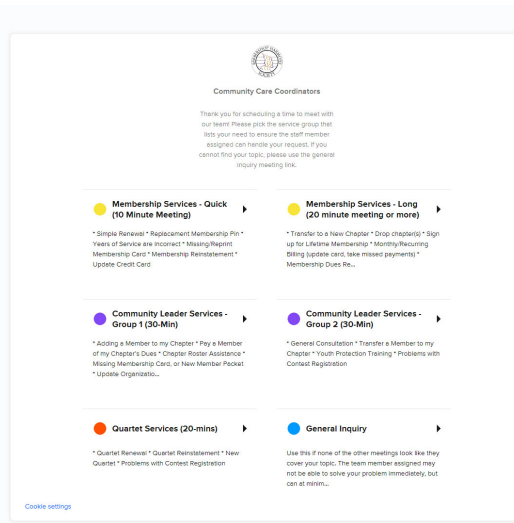 BARBERSHOP HARMONY
SOCIETY
Community Care Coordinators
Thank you for scheduling a time to meet with
our team! Please pick the service group that
lists your need to ensure the staff member
assigned can handle your request. If you
cannot find your topic, please use the general
inquiry meeting link.
Membership Services - Quick
(10 Minute Meeting)
* Simple Renewal * Replacement Membership Pin *
Years of Service are Incorrect * Missing/Reprint
Membership Card * Membership Reinstatement *
Update Credit Card
Membership Services - Long
(20 minute meeting or more)
* Transfer to a New Chapter * Drop chapter(s) * Sign
up for Lifetime Membership * Monthly/Recurring
Billing (update card, take missed payments) *
Membership Dues Re...
Community Leader Services -
Group 1 (30-Min)
* Adding a Member to my Chapter * Pay a Member
of my Chapter's Dues * Chapter Roster Assistance *
Missing Membership Card, or New Member Packet
* Update Organizatio...
Community Leader Services -
Group 2 (30-Min)
* General Consultation * Transfer a Member to my
Chapter * Youth Protection Training * Problems with
Contest Registration
Quartet Services (20-mins)
* Quartet Renewal * Quartet Reinstatement * New
Quartet * Problems with Contest Registration
General Inquiry
Use this if none of the other meetings look like they
cover your topic. The team member assigned may
not be able to solve your problem immediately, but
can at minim...
Cookie settings